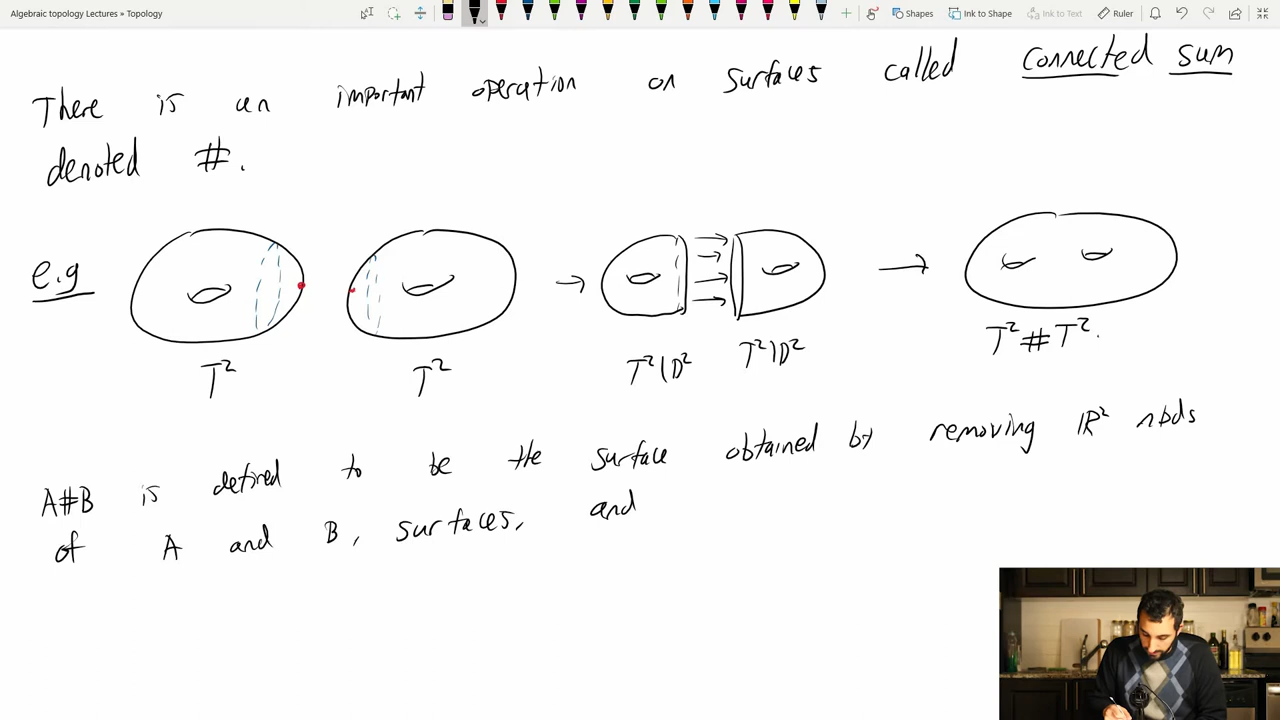 Algebraic topology Lectures » Topology
Shapes Ink to Shape Ink to Text Ruler
There is an important operation on surfaces called connected sum
denoted #.
e.g
T² T² T²\D² T²\D² T²#T².
A#B is defined to be the surface obtained by removing ℝ² nbds
of A and B, surfaces, and